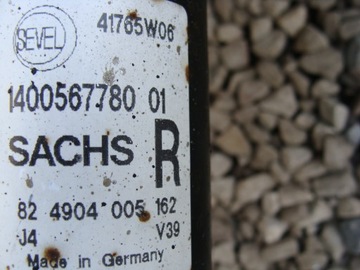 SEVEL 41765W06
1400567780 01
SACHS R
82 4904 005 162
J4 V39
Made in Germany